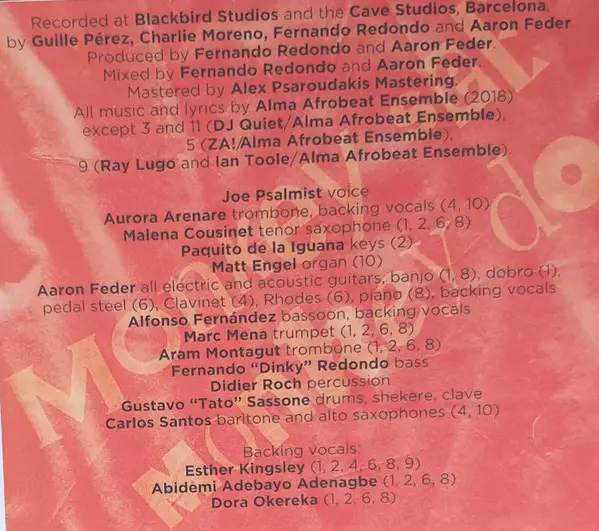 Recorded at Blackbird Studios and the Cave Studios, Barcelona,
by Guille Pérez, Charlie Moreno, Fernando Redondo and Aaron Feder
Produced by Fernando Redondo and Aaron Feder.
Mixed by Fernando Redondo and Aaron Feder.
Mastered by Alex Psaroudakis Mastering.
All music and lyrics by Alma Afrobeat Ensemble (2018)
except 3 and 11 (DJ Quiet/Alma Afrobeat Ensemble),
5 (ZA!/Alma Afrobeat Ensemble),
9 (Ray Lugo and Ian Toole/Alma Afrobeat Ensemble).
Joe Psalmist voice
Aurora Arenare trombone, backing vocals (4, 10)
Malena Cousinet tenor saxophone (1, 2, 6, 8)
Paquito de la Iguana keys (2)
Matt Engel organ (10)
Aaron Feder all electric and acoustic guitars, banjo (1, 8), dobro (1),
pedal steel (6), Clavinet (4), Rhodes (6), piano (8), backing vocals
Alfonso Fernández bassoon, backing vocals
Marc Mena trumpet (1, 2, 6, 8)
Aram Montagut trombone (1, 2, 6, 8)
Fernando "Dinky" Redondo bass
Didier Roch percussion
Gustavo "Tato" Sassone drums, shekere, clave
Carlos Santos baritone and alto saxophones (4, 10)
Backing vocals:
Esther Kingsley (1, 2, 4, 6, 8, 9)
Abidèmi Adebayo Adenagbe (1, 2, 6, 8)
Dora Okereka (1, 2, 6, 8)